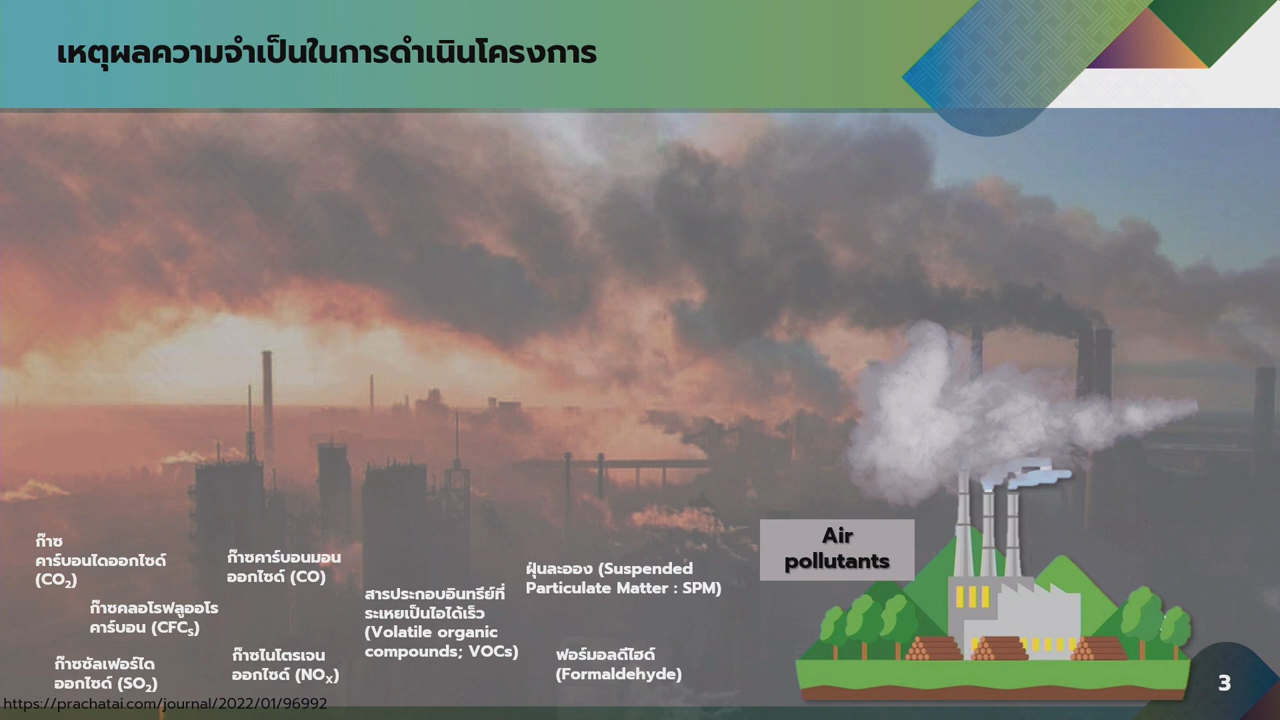 เหตุผลความจำเป็นในการดำเนินโครงการ
Air
pollutants
ก๊าซ
คาร์บอนไดออกไซด์
(CO₂)
ก๊าซคาร์บอนมอน
ออกไซด์ (CO)
ฝุ่นละออง (Suspended
Particulate Matter : SPM)
ก๊าซคลอโรฟลูออโร
คาร์บอน (CFCₛ)
สารประกอบอินทรีย์ที่
ระเหยเป็นไอได้เร็ว
(Volatile organic
compounds; VOCs)
ก๊าซซัลเฟอร์ได
ออกไซด์ (SO₂)
ก๊าซไนโตรเจน
ออกไซด์ (NOₓ)
ฟอร์มอลดีไฮด์
(Formaldehyde)
https://prachatai.com/journal/2022/01/96992
3